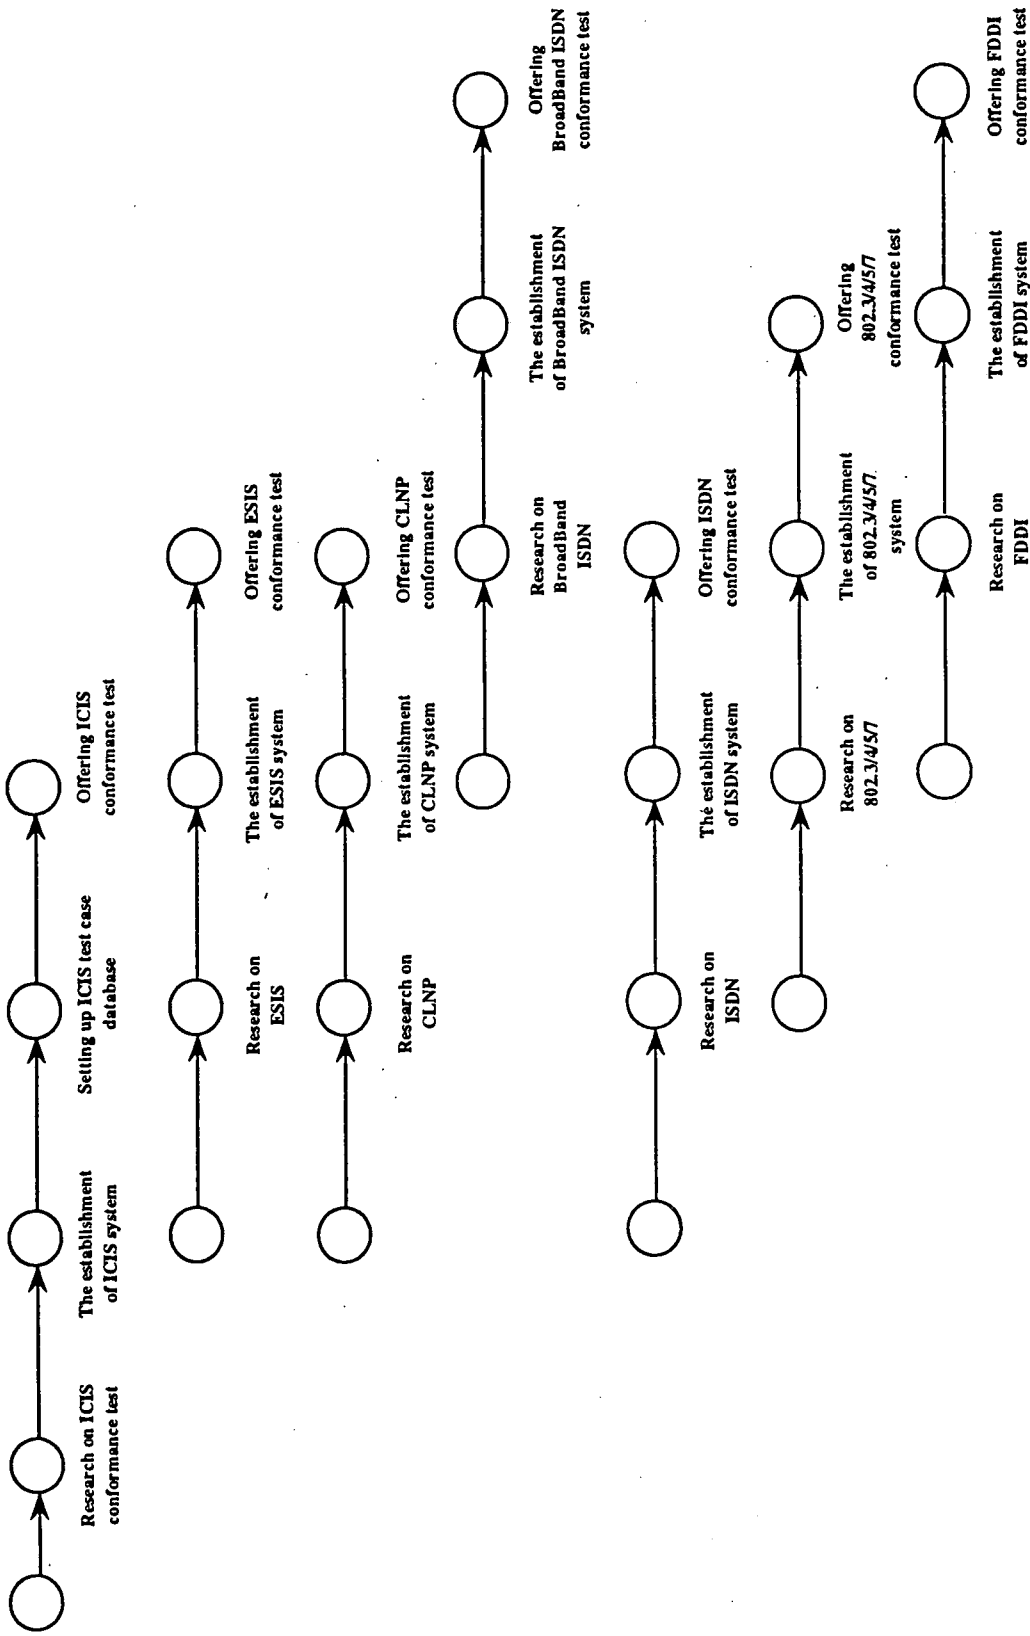 Research on ICIS
conformance test
The establishment
of ICIS system
Setting up ICIS test case
database
Offering ICIS
conformance test
Research on
ESIS
The establishment
of ESIS system
Offering ESIS
conformance test
Research on
CLNP
The establishment
of CLNP system
Offering CLNP
conformance test
Research on
BroadBand
ISDN
The establishment
of BroadBand ISDN
system
Offering
BroadBand ISDN
conformance test
Research on
ISDN
The establishment
of ISDN system
Offering ISDN
conformance test
Research on
802.3/4/5/7
The establishment
of 802.3/4/5/7
system
Offering
802.3/4/5/7
conformance test
Research on
FDDI
The establishment
of FDDI system
Offering FDDI
conformance test